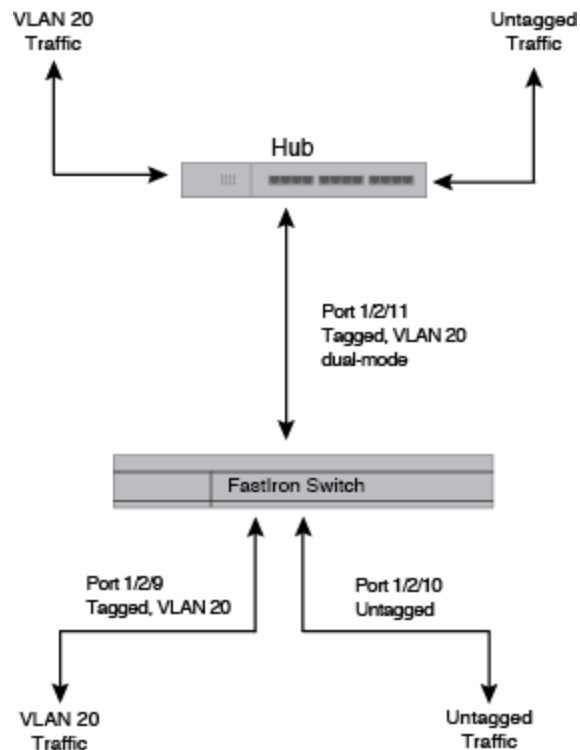 VLAN 20
Traffic
Untagged
Traffic
Hub
Port 1/2/11
Tagged, VLAN 20
dual-mode
FastIron Switch
Port 1/2/9
Tagged, VLAN 20
Port 1/2/10
Untagged
VLAN 20
Traffic
Untagged
Traffic